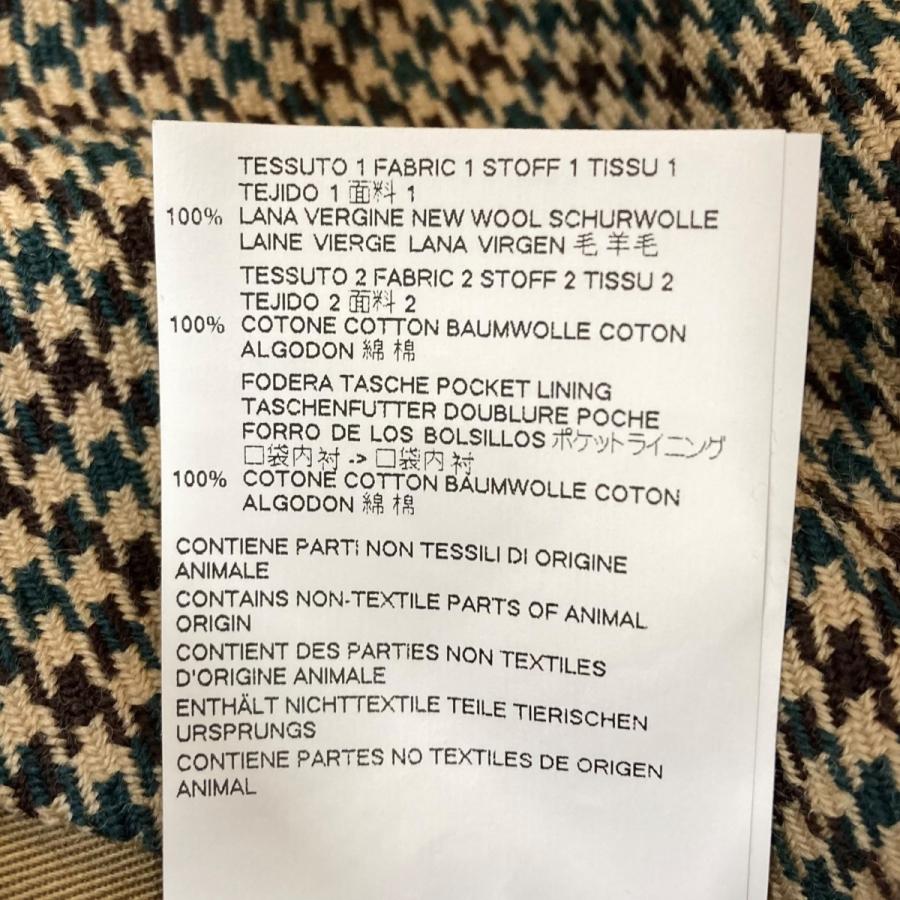 TESSUTO 1 FABRIC 1 STOFF 1 TISSU 1
TEJIDO 1 面料 1
100% LANA VERGINE NEW WOOL SCHURWOLLE
LAINE VIERGE LANA VIRGEN 毛 羊毛
TESSUTO 2 FABRIC 2 STOFF 2 TISSU 2
TEJIDO 2 面料 2
100% COTONE COTTON BAUMWOLLE COTON
ALGODON 綿 棉
FODERA TASCHE POCKET LINING
TASCHENFUTTER DOUBLURE POCHE
FORRO DE LOS BOLSILLOS ポケットライニング
口袋内衬 -> 口袋内衬
100% COTONE COTTON BAUMWOLLE COTON
ALGODON 綿 棉
CONTIENE PARTI NON TESSILI DI ORIGINE
ANIMALE
CONTAINS NON-TEXTILE PARTS OF ANIMAL
ORIGIN
CONTIENT DES PARTIES NON TEXTILES
D'ORIGINE ANIMALE
ENTHÄLT NICHTTEXTILE TEILE TIERISCHEN
URSPRUNGS
CONTIENE PARTES NO TEXTILES DE ORIGEN
ANIMAL